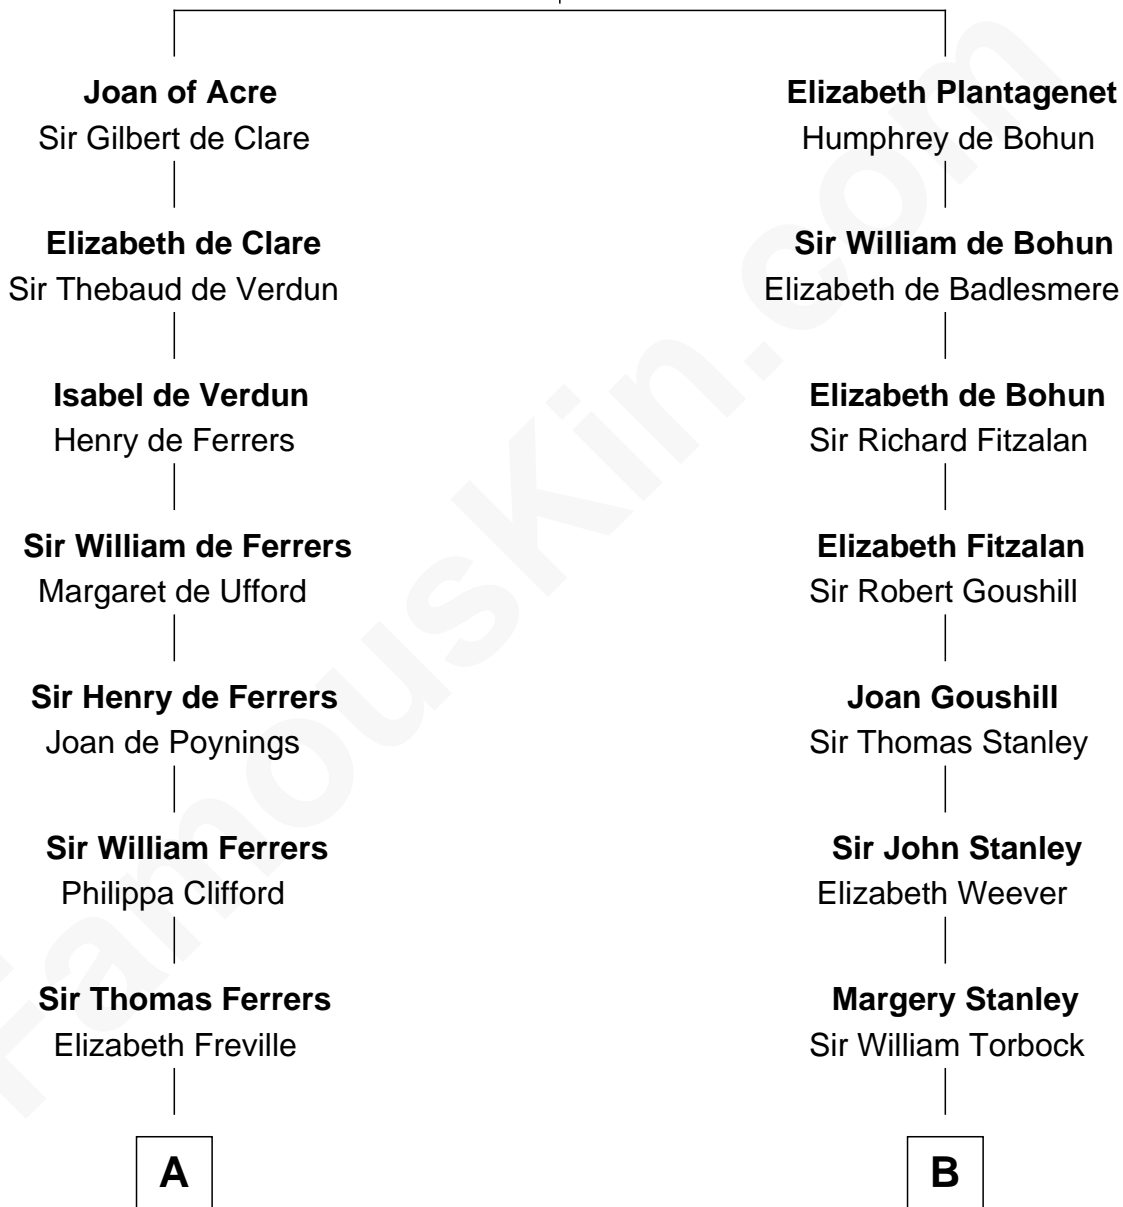 Joan of Acre
Sir Gilbert de Clare
Elizabeth de Clare
Sir Thebaud de Verdun
Isabel de Verdun
Henry de Ferrers
Sir William de Ferrers
Margaret de Ufford
Sir Henry de Ferrers
Joan de Poynings
Sir William Ferrers
Philippa Clifford
Sir Thomas Ferrers
Elizabeth Freville
A
Elizabeth Plantagenet
Humphrey de Bohun
Sir William de Bohun
Elizabeth de Badlesmere
Elizabeth de Bohun
Sir Richard Fitzalan
Elizabeth Fitzalan
Sir Robert Goushill
Joan Goushill
Sir Thomas Stanley
Sir John Stanley
Elizabeth Weever
Margery Stanley
Sir William Torbock
B
FamousKin.com